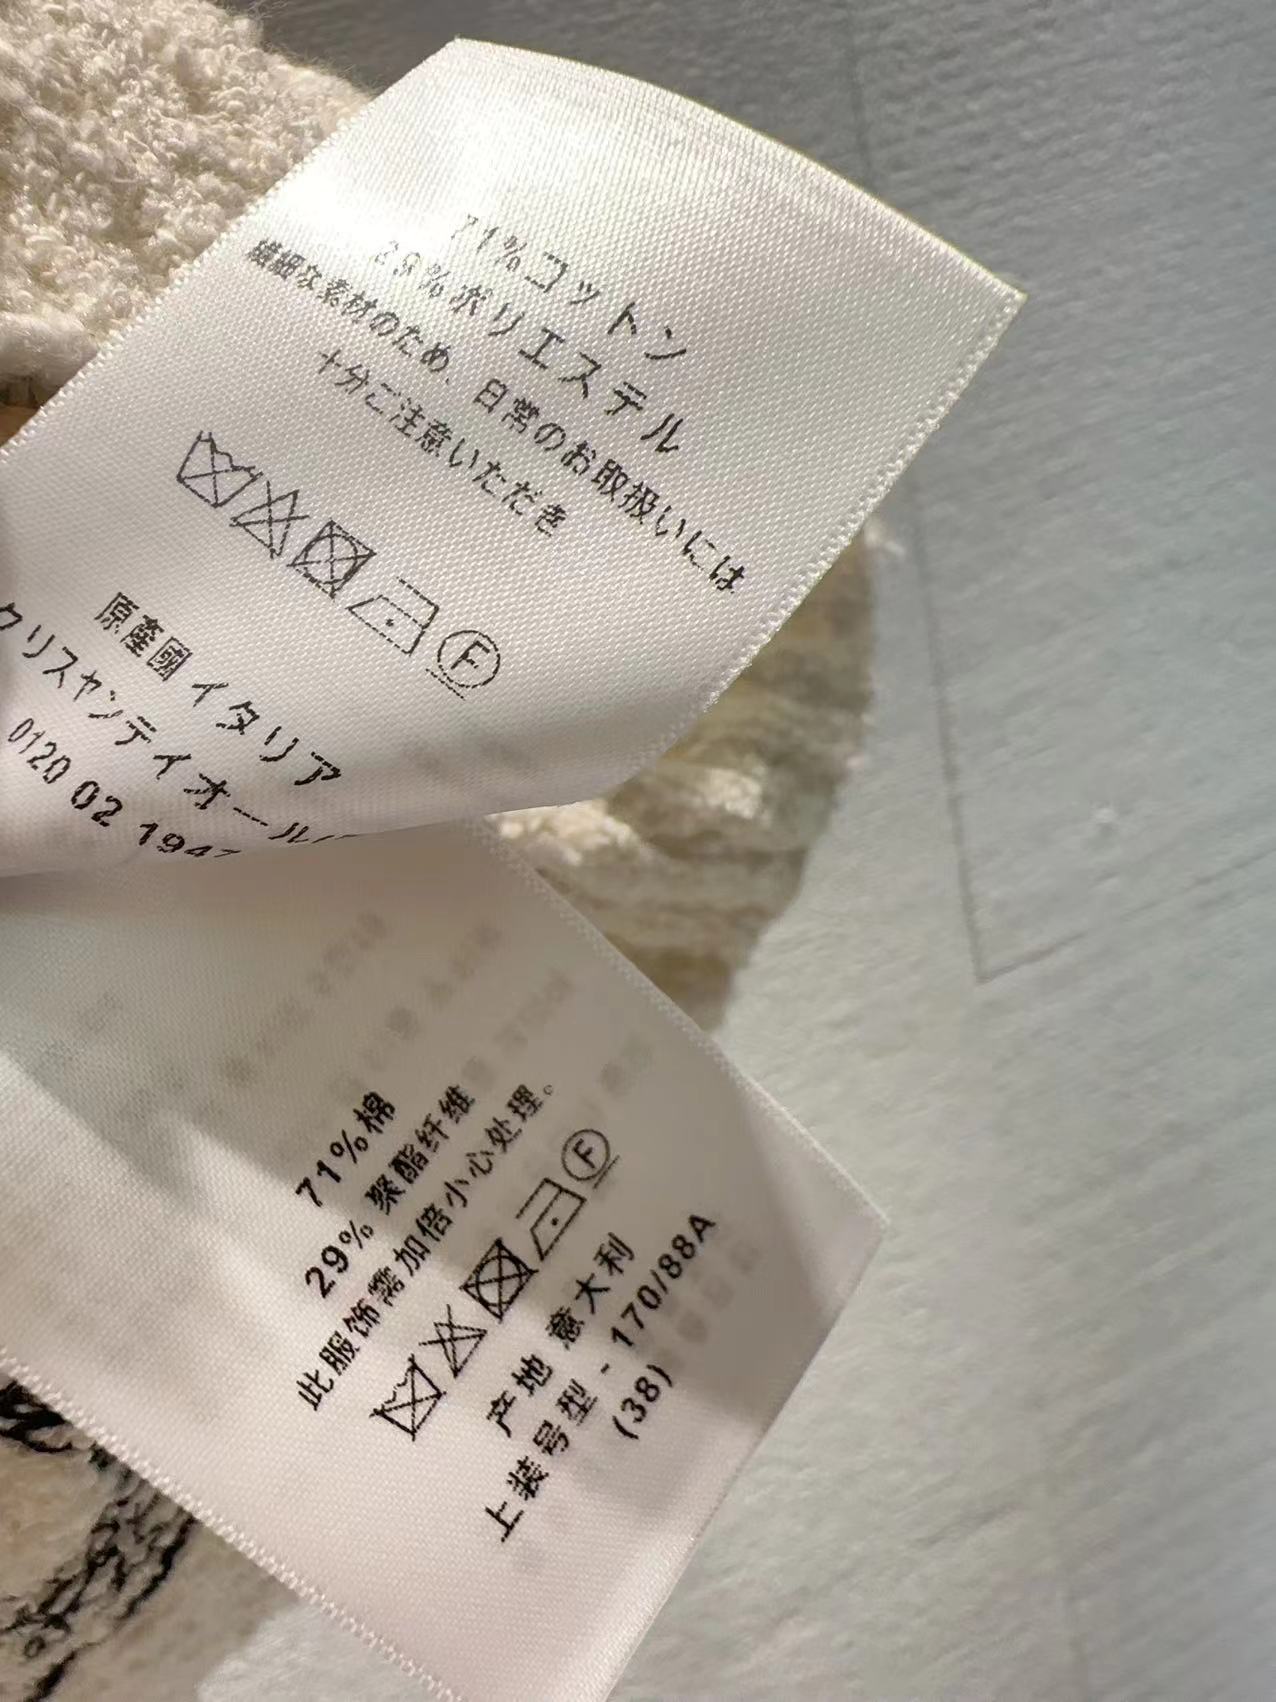 71%コットン
29%ポリエステル
繊細な素材のため、日常のお取扱いには
十分ご注意いただき
F
原産國 イタリア
クリスャンディオール
0120 02 1947
71%棉
29% 聚酯纤维
此服饰需加倍小心处理。
F
产地 意大利
上装号型 - 170/88A
(38)